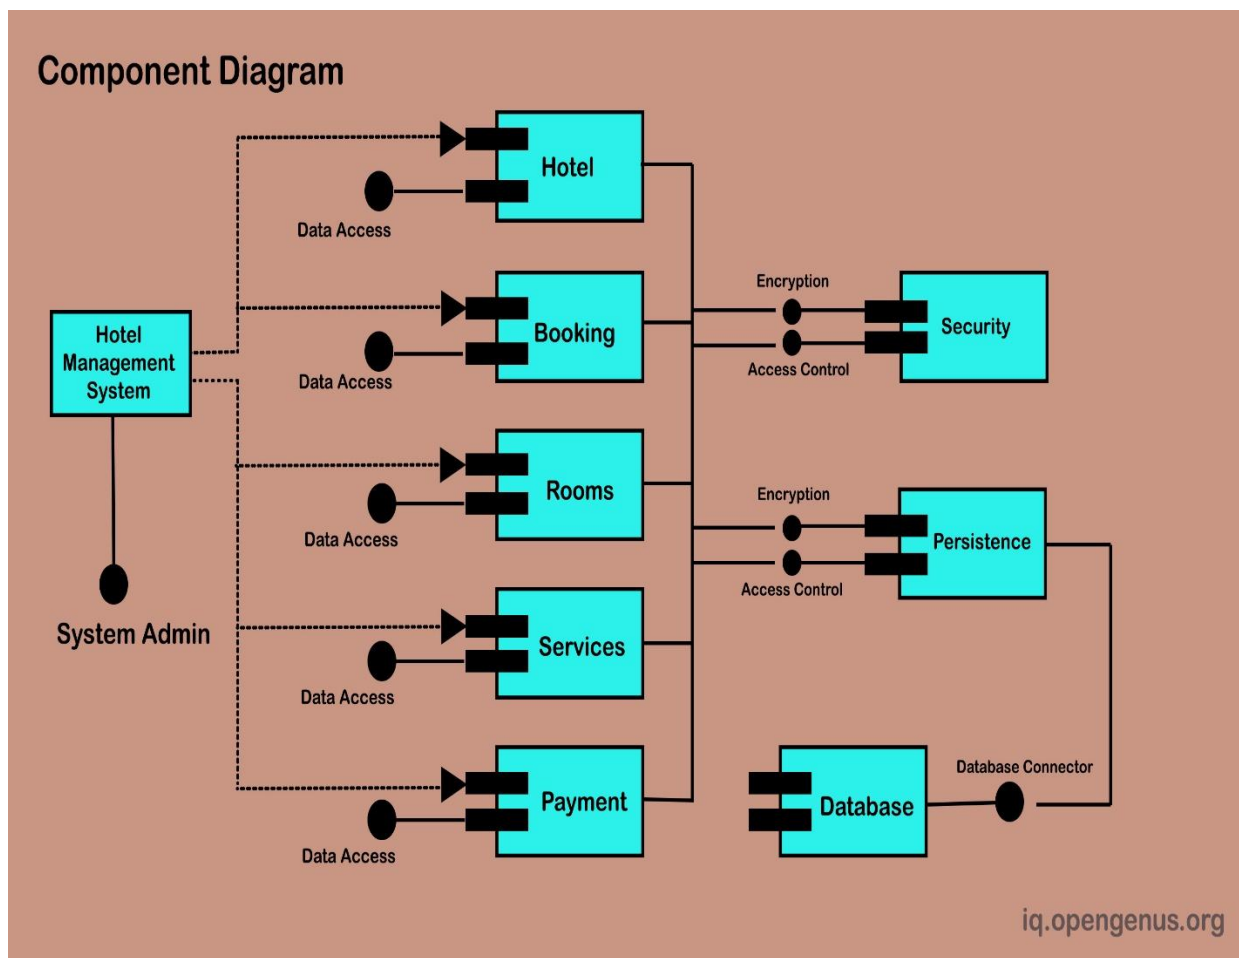 Component Diagram
Hotel
Data Access
Encryption
Booking
Security
Hotel
Management
System
Access Control
Data Access
Rooms
Encryption
Persistence
Data Access
Access Control
System Admin
Services
Data Access
Database Connector
Payment
Database
Data Access
iq.opengenus.org